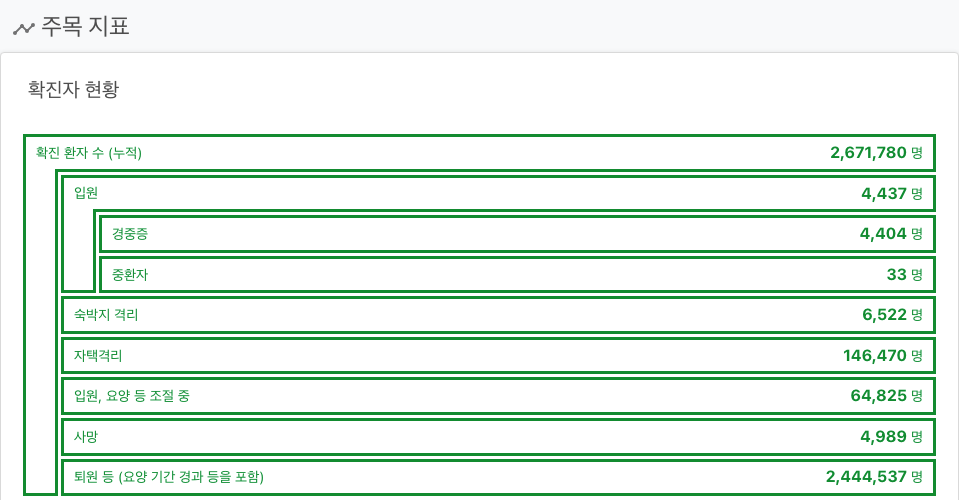 주목 지표
확진자 현황
확진 환자 수 (누적) 2,671,780 명
입원 4,437 명
경중증 4,404 명
중환자 33 명
숙박지 격리 6,522 명
자택격리 146,470 명
입원, 요양 등 조절 중 64,825 명
사망 4,989 명
퇴원 등 (요양 기간 경과 등을 포함) 2,444,537 명